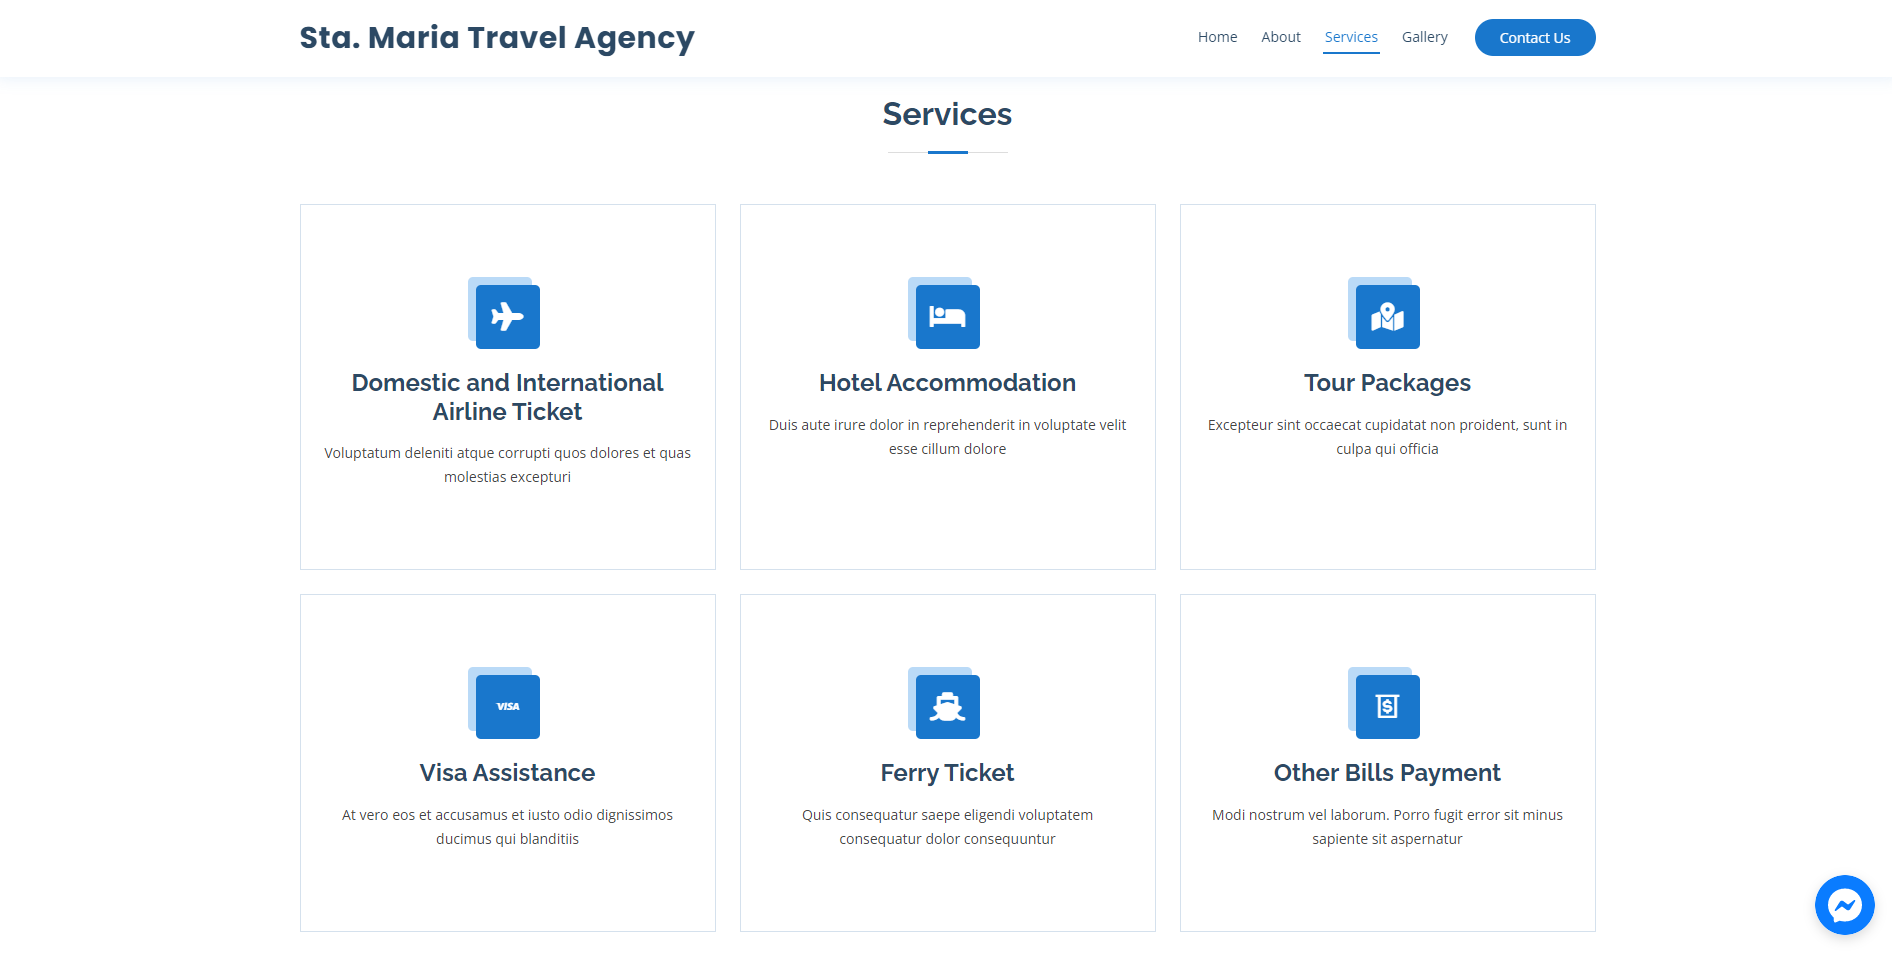 Sta. Maria Travel Agency
Home About Services Gallery Contact Us
Services
Domestic and International
Airline Ticket
Voluptatum deleniti atque corrupti quos dolores et quas
molestias excepturi
Hotel Accommodation
Duis aute irure dolor in reprehenderit in voluptate velit
esse cillum dolore
Tour Packages
Excepteur sint occaecat cupidatat non proident, sunt in
culpa qui officia
VISA
Visa Assistance
At vero eos et accusamus et iusto odio dignissimos
ducimus qui blanditiis
Ferry Ticket
Quis consequatur saepe eligendi voluptatem
consequatur dolor consequuntur
$
Other Bills Payment
Modi nostrum vel laborum. Porro fugit error sit minus
sapiente sit aspernatur